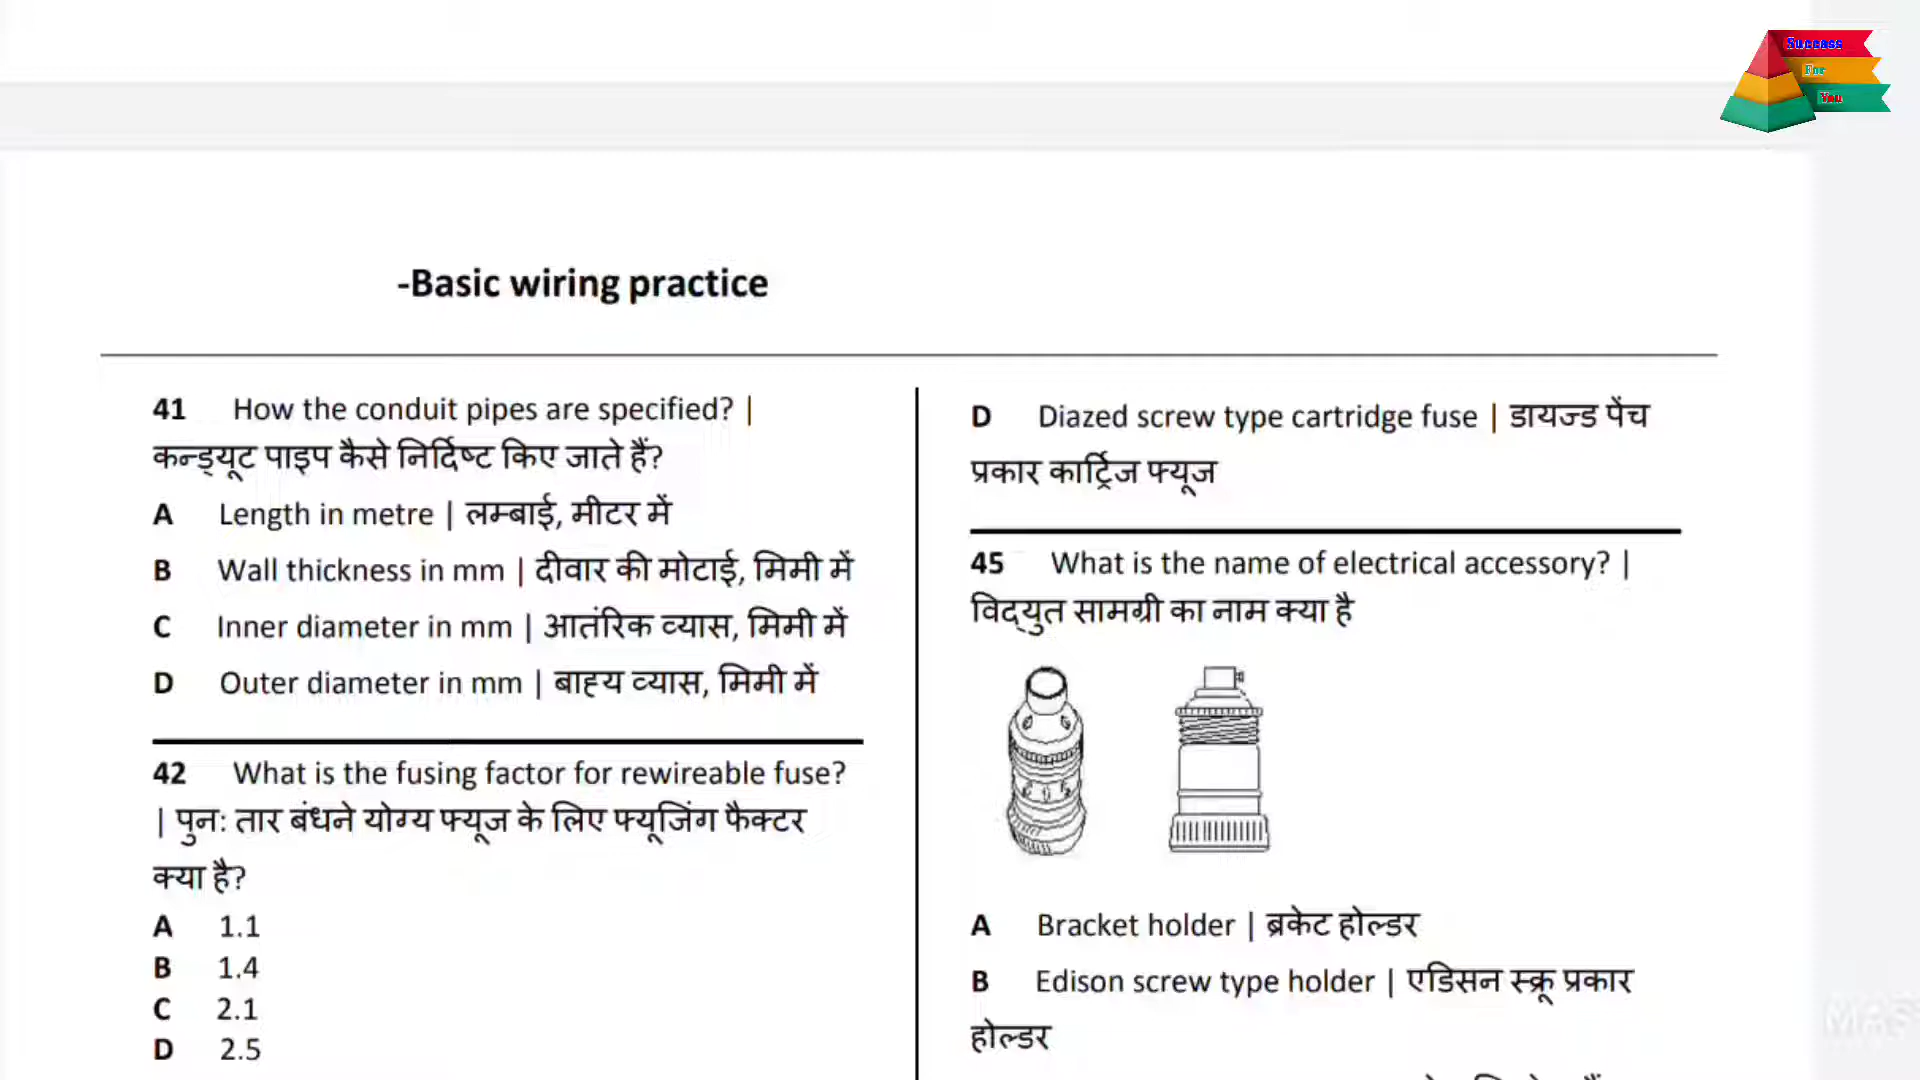 Success
For
You
-Basic wiring practice
41 How the conduit pipes are specified? |
कन्ड्यूट पाइप कैसे निर्दिष्ट किए जाते हैं?
A Length in metre | लम्बाई, मीटर में
B Wall thickness in mm | दीवार की मोटाई, मिमी में
C Inner diameter in mm | आतंरिक व्यास, मिमी में
D Outer diameter in mm | बाह्य व्यास, मिमी में
42 What is the fusing factor for rewireable fuse?
| पुनः तार बंधने योग्य फ्यूज के लिए फ्यूजिंग फैक्टर
क्या है?
A 1.1
B 1.4
C 2.1
D 2.5
D Diazed screw type cartridge fuse | डायज्ड पेंच
प्रकार कार्ट्रिज फ्यूज
45 What is the name of electrical accessory? |
विद्युत सामग्री का नाम क्या है
A Bracket holder | ब्रकेट होल्डर
B Edison screw type holder | एडिसन स्क्रू प्रकार
होल्डर